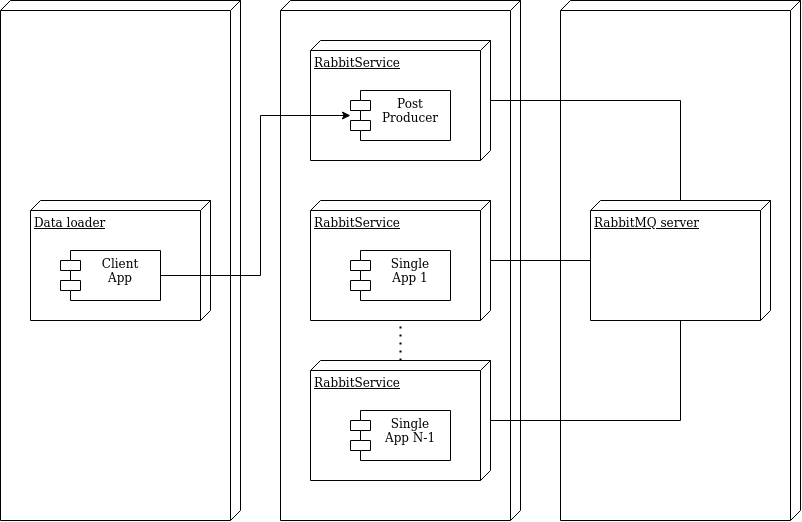 RabbitService
Post
Producer
Data loader
Client
App
RabbitService
Single
App 1
RabbitMQ server
RabbitService
Single
App N-1